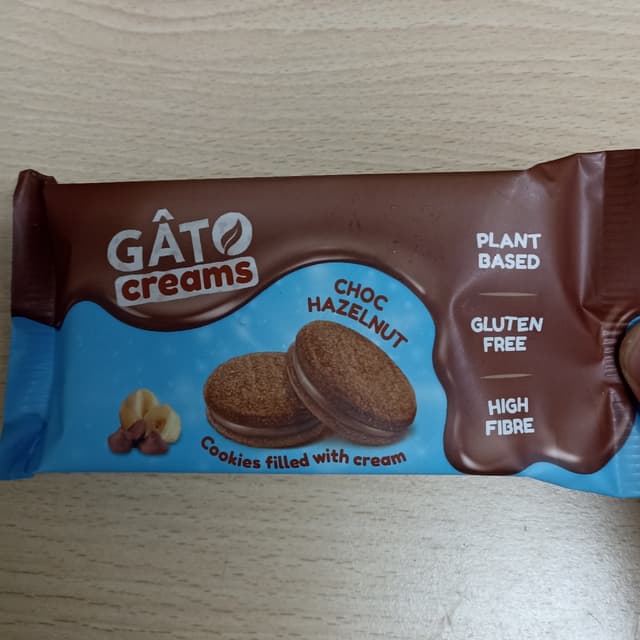 GÂTO
creams
CHOC
HAZELNUT
Cookies filled with cream
PLANT
BASED
GLUTEN
FREE
HIGH
FIBRE